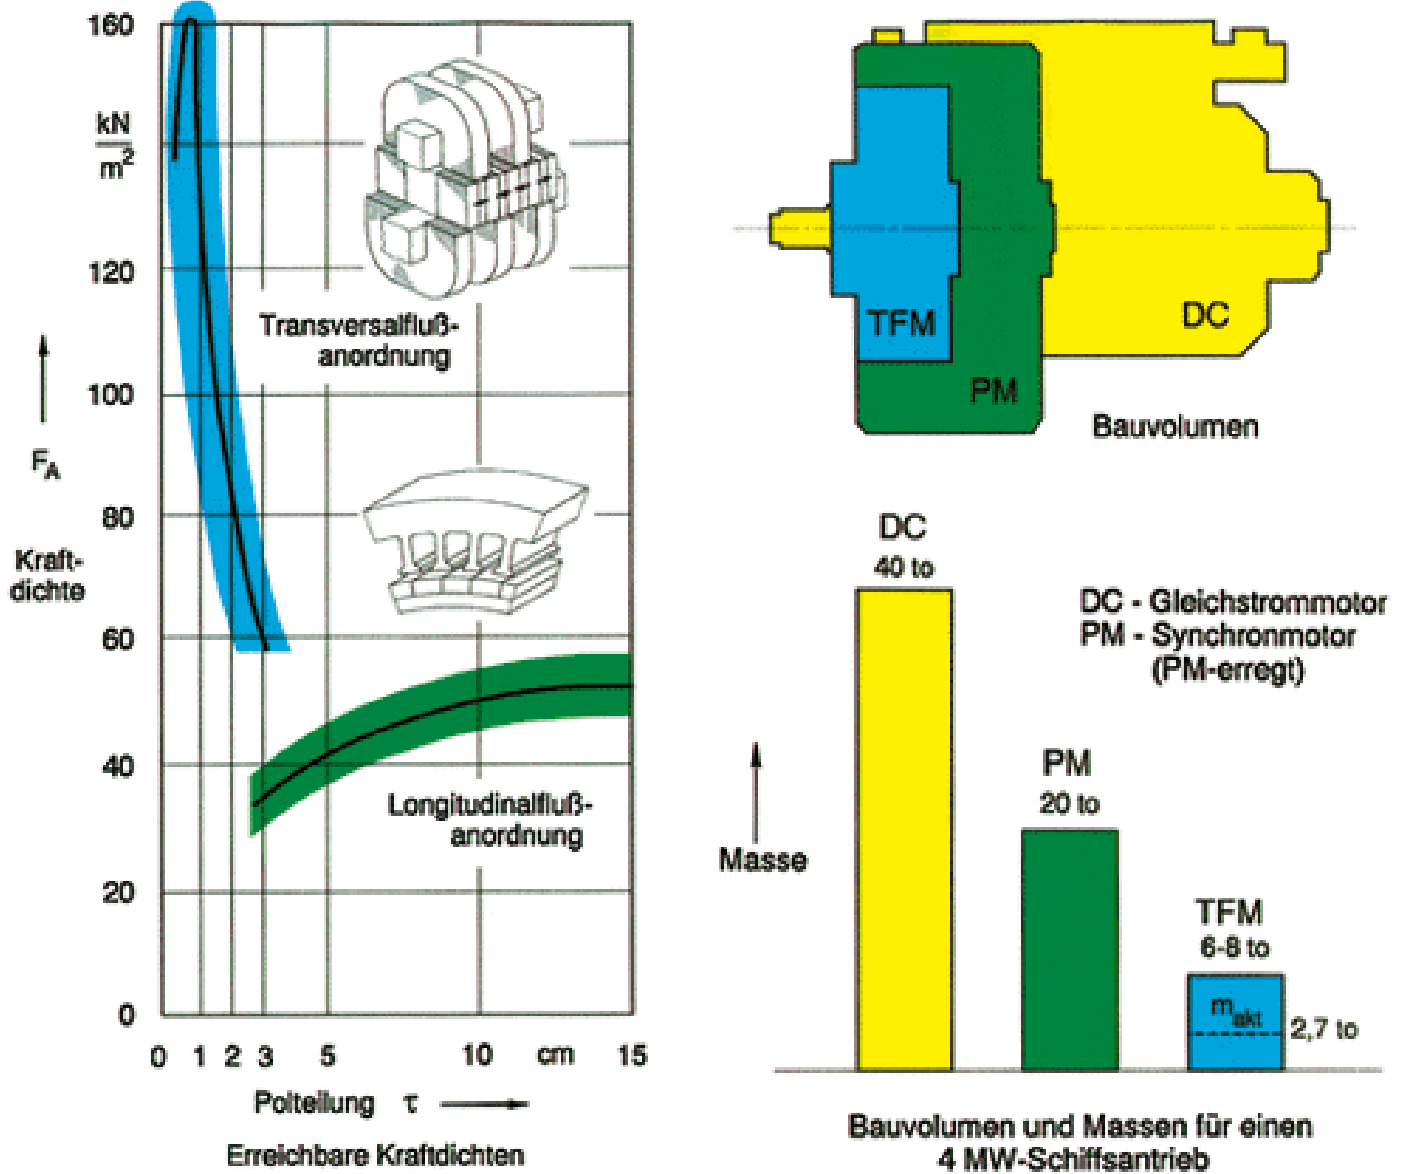 160
kN
m²
120
100
80
60
40
20
0
F_A
Kraft-
dichte
Transversalfluß-
anordnung
Longitudinalfluß-
anordnung
0 1 2 3 5 10 cm 15
Polteilung τ
Erreichbare Kraftdichten
TFM
PM
DC
Bauvolumen
DC
40 to
DC - Gleichstrommotor
PM - Synchronmotor
(PM-erregt)
PM
20 to
Masse
TFM
6-8 to
m_akt
2,7 to
Bauvolumen und Massen für einen
4 MW-Schiffsantrieb